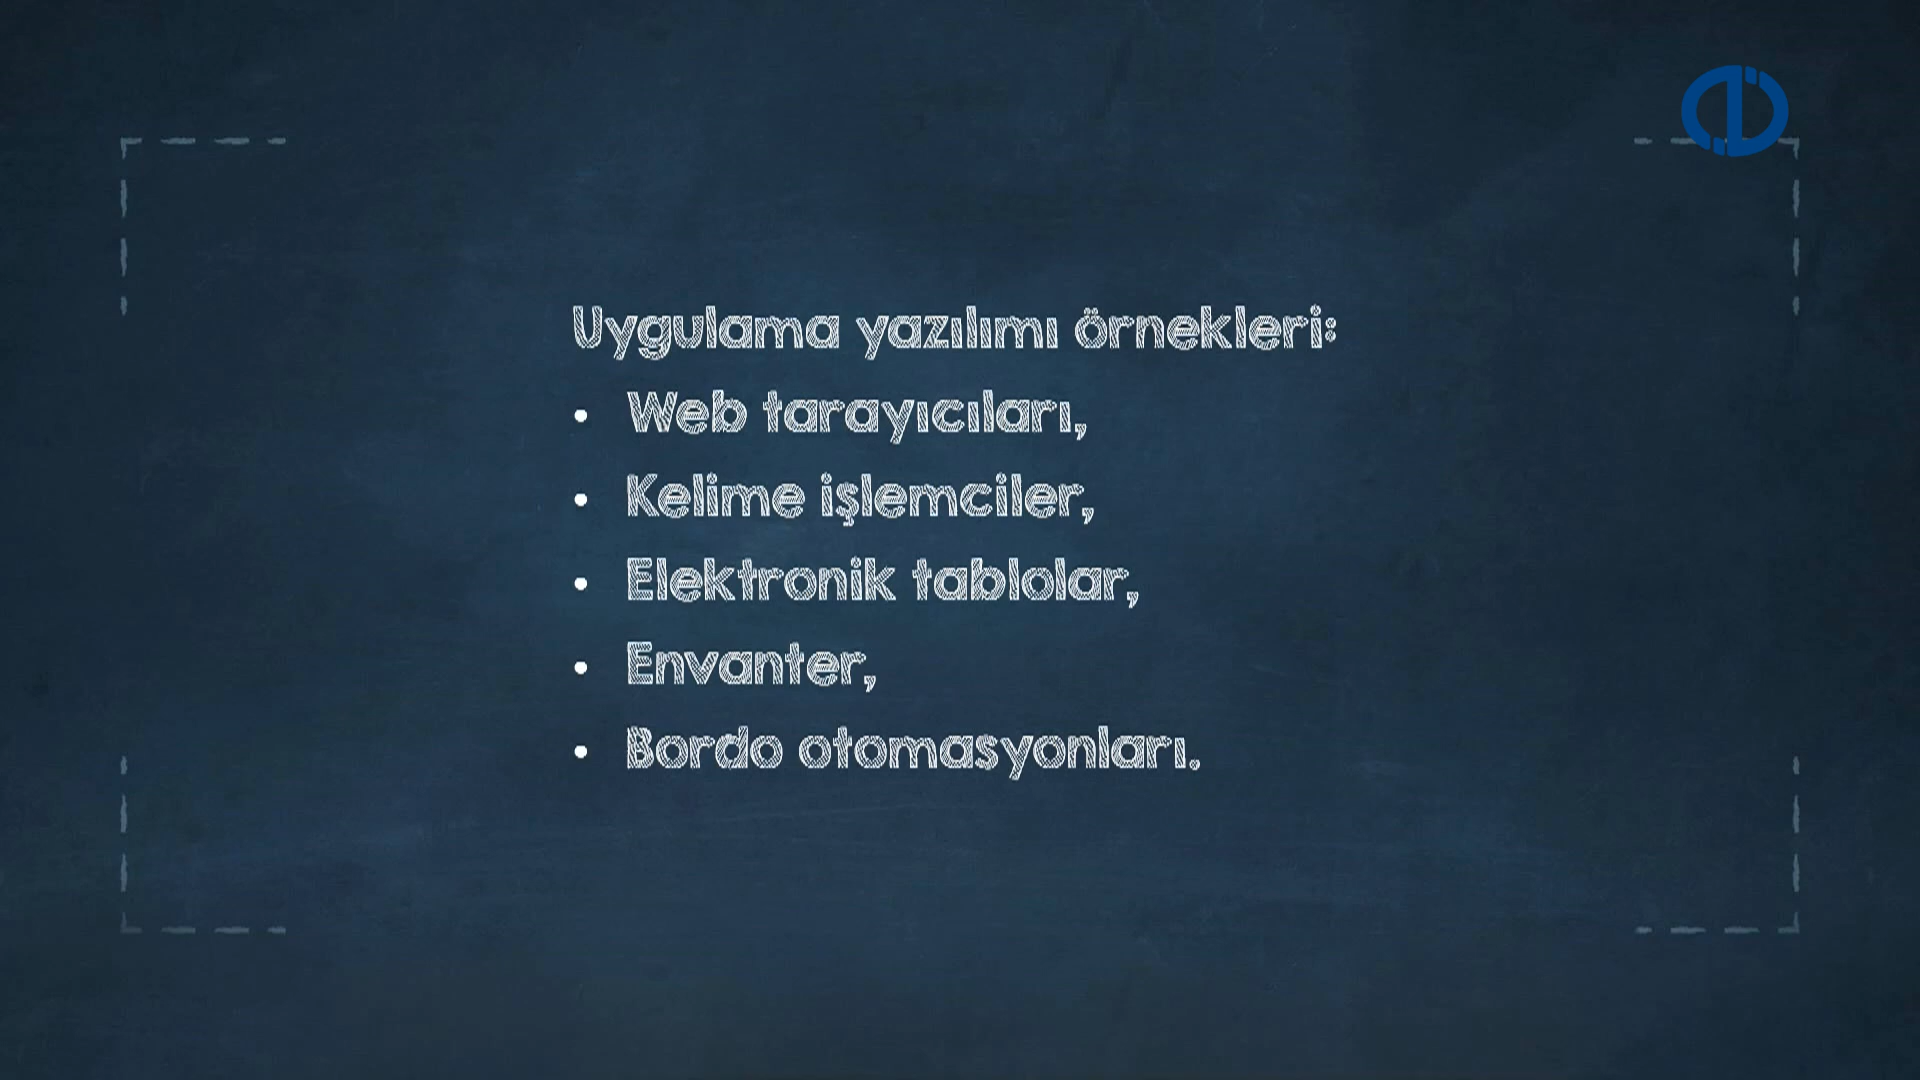 Uygulama yazılımı örnekleri:
• Web tarayıcıları,
• Kelime işlemciler,
• Elektronik tablolar,
• Envanter,
• Bordo otomasyonları.